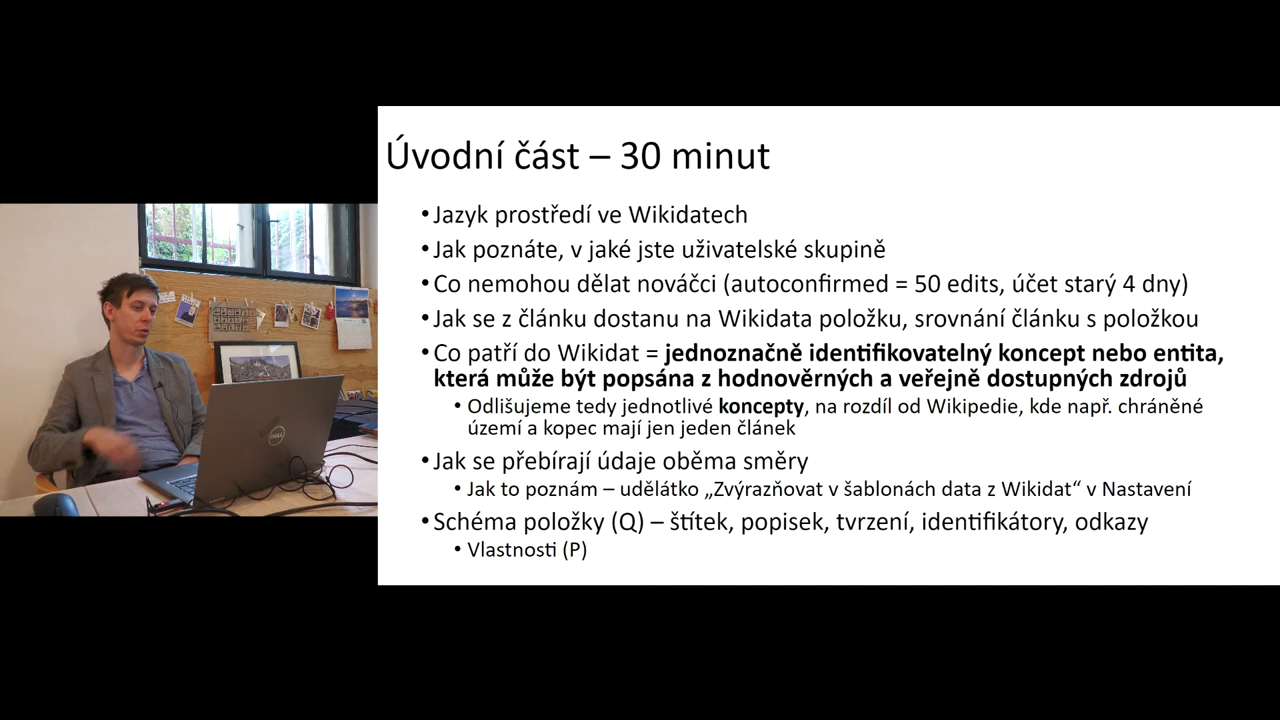 Úvodní část – 30 minut
•Jazyk prostředí ve Wikidatech
•Jak poznáte, v jaké jste uživatelské skupině
•Co nemohou dělat nováčci (autoconfirmed = 50 edits, účet starý 4 dny)
•Jak se z článku dostanu na Wikidata položku, srovnání článku s položkou
•Co patří do Wikidat = jednoznačně identifikovatelný koncept nebo entita,
která může být popsána z hodnověrných a veřejně dostupných zdrojů
• Odlišujeme tedy jednotlivé koncepty, na rozdíl od Wikipedie, kde např. chráněné
území a kopec mají jen jeden článek
•Jak se přebírají údaje oběma směry
• Jak to poznám – udělátko „Zvýrazňovat v šablonách data z Wikidat“ v Nastavení
•Schéma položky (Q) – štítek, popisek, tvrzení, identifikátory, odkazy
• Vlastnosti (P)
DELL